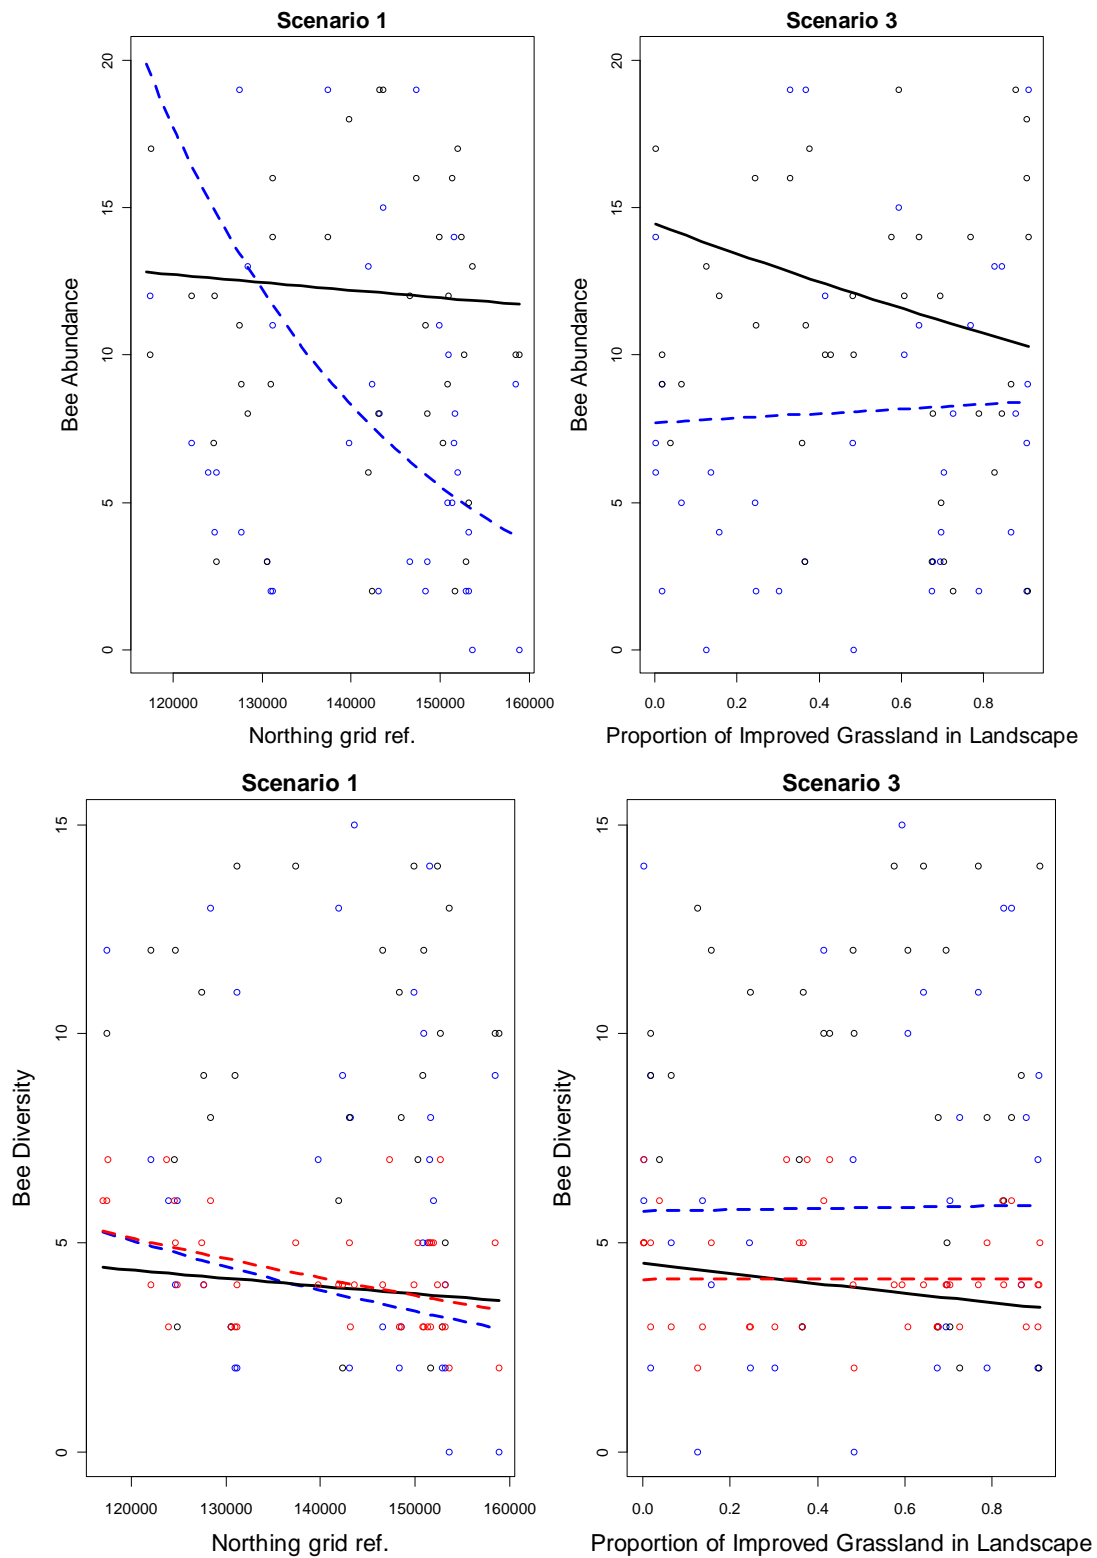 Scenario 1
Scenario 3
20
15
10
5
0
Bee Abundance
120000 130000 140000 150000 160000
Northing grid ref.
20
15
10
5
0
Bee Abundance
0.0 0.2 0.4 0.6 0.8
Proportion of Improved Grassland in Landscape
Scenario 1
Scenario 3
15
10
5
0
Bee Diversity
120000 130000 140000 150000 160000
Northing grid ref.
15
10
5
0
Bee Diversity
0.0 0.2 0.4 0.6 0.8
Proportion of Improved Grassland in Landscape